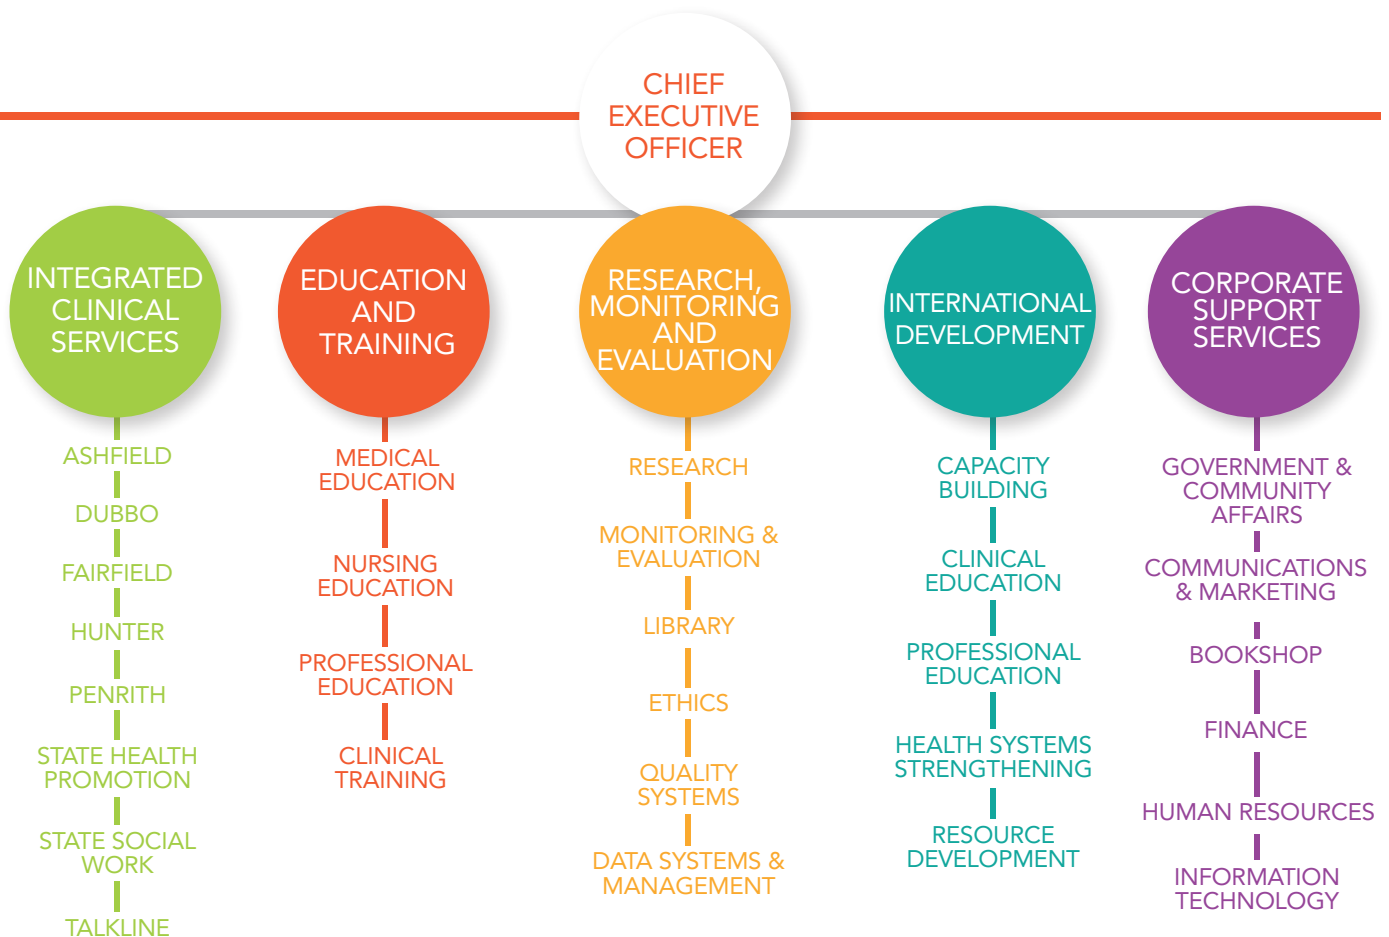 CHIEF
EXECUTIVE
OFFICER
INTEGRATED
CLINICAL
SERVICES
ASHFIELD
DUBBO
FAIRFIELD
HUNTER
PENRITH
STATE HEALTH
PROMOTION
STATE SOCIAL
WORK
TALKLINE
EDUCATION
AND
TRAINING
MEDICAL
EDUCATION
NURSING
EDUCATION
PROFESSIONAL
EDUCATION
CLINICAL
TRAINING
RESEARCH,
MONITORING
AND
EVALUATION
RESEARCH
MONITORING &
EVALUATION
LIBRARY
ETHICS
QUALITY
SYSTEMS
DATA SYSTEMS &
MANAGEMENT
INTERNATIONAL
DEVELOPMENT
CAPACITY
BUILDING
CLINICAL
EDUCATION
PROFESSIONAL
EDUCATION
HEALTH SYSTEMS
STRENGTHENING
RESOURCE
DEVELOPMENT
CORPORATE
SUPPORT
SERVICES
GOVERNMENT &
COMMUNITY
AFFAIRS
COMMUNICATIONS
& MARKETING
BOOKSHOP
FINANCE
HUMAN RESOURCES
INFORMATION
TECHNOLOGY